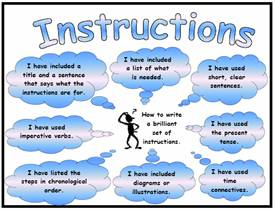 Instructions
I have included a
title and a sentence
that says what the
instructions are for.
I have included
a list of what
is needed.
I have used
short, clear
sentences.
I have used
imperative verbs.
How to write
a brilliant
set of
instructions.
I have used
the present
tense.
I have listed
the steps in chronological
order.
I have included
diagrams or
illustrations.
I have used
time
connectives.